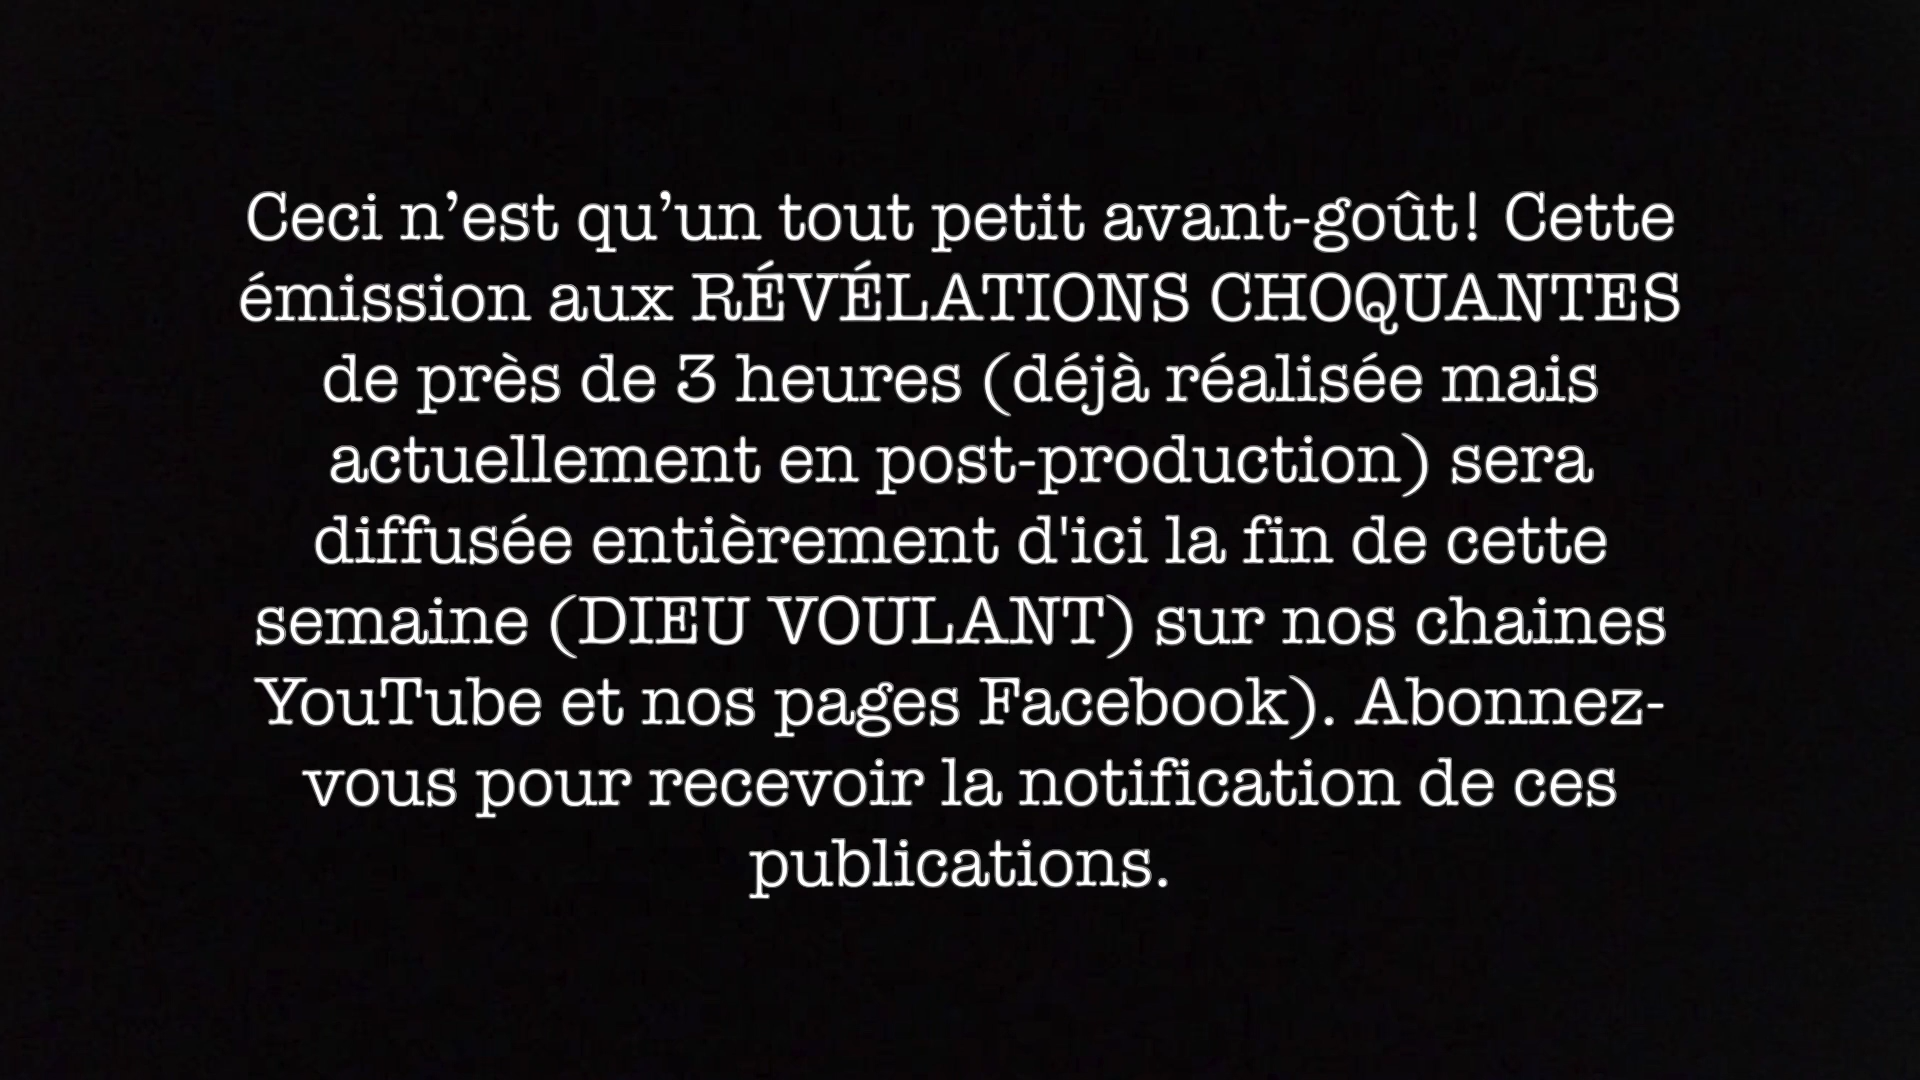 Ceci n’est qu’un tout petit avant-goût! Cette
émission aux RÉVÉLATIONS CHOQUANTES
de près de 3 heures (déjà réalisée mais
actuellement en post-production) sera
diffusée entièrement d'ici la fin de cette
semaine (DIEU VOULANT) sur nos chaines
YouTube et nos pages Facebook). Abonnez-
vous pour recevoir la notification de ces
publications.